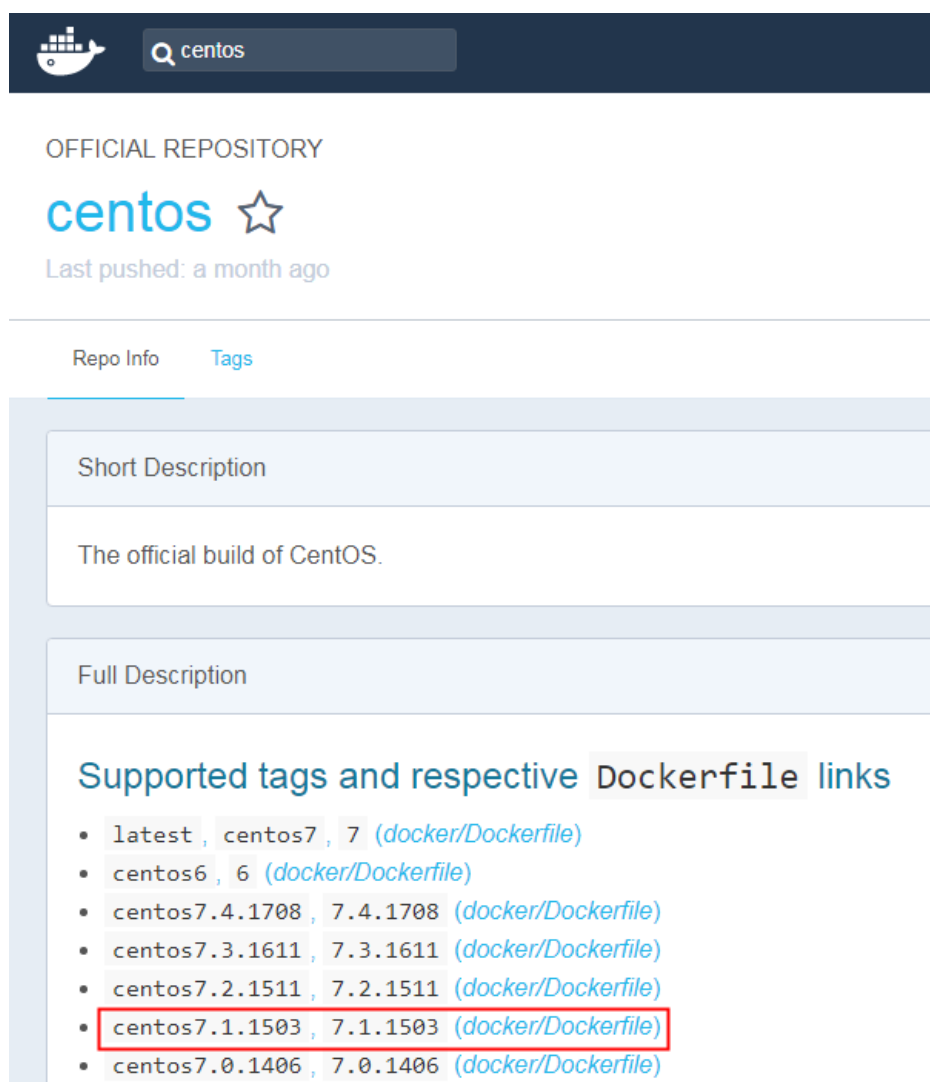 centos
OFFICIAL REPOSITORY
centos
Last pushed: a month ago
Repo Info Tags
Short Description
The official build of CentOS.
Full Description
Supported tags and respective Dockerfile links
• latest , centos7 , 7 (docker/Dockerfile)
• centos6 , 6 (docker/Dockerfile)
• centos7.4.1708 , 7.4.1708 (docker/Dockerfile)
• centos7.3.1611 , 7.3.1611 (docker/Dockerfile)
• centos7.2.1511 , 7.2.1511 (docker/Dockerfile)
• centos7.1.1503 , 7.1.1503 (docker/Dockerfile)
• centos7.0.1406 , 7.0.1406 (docker/Dockerfile)